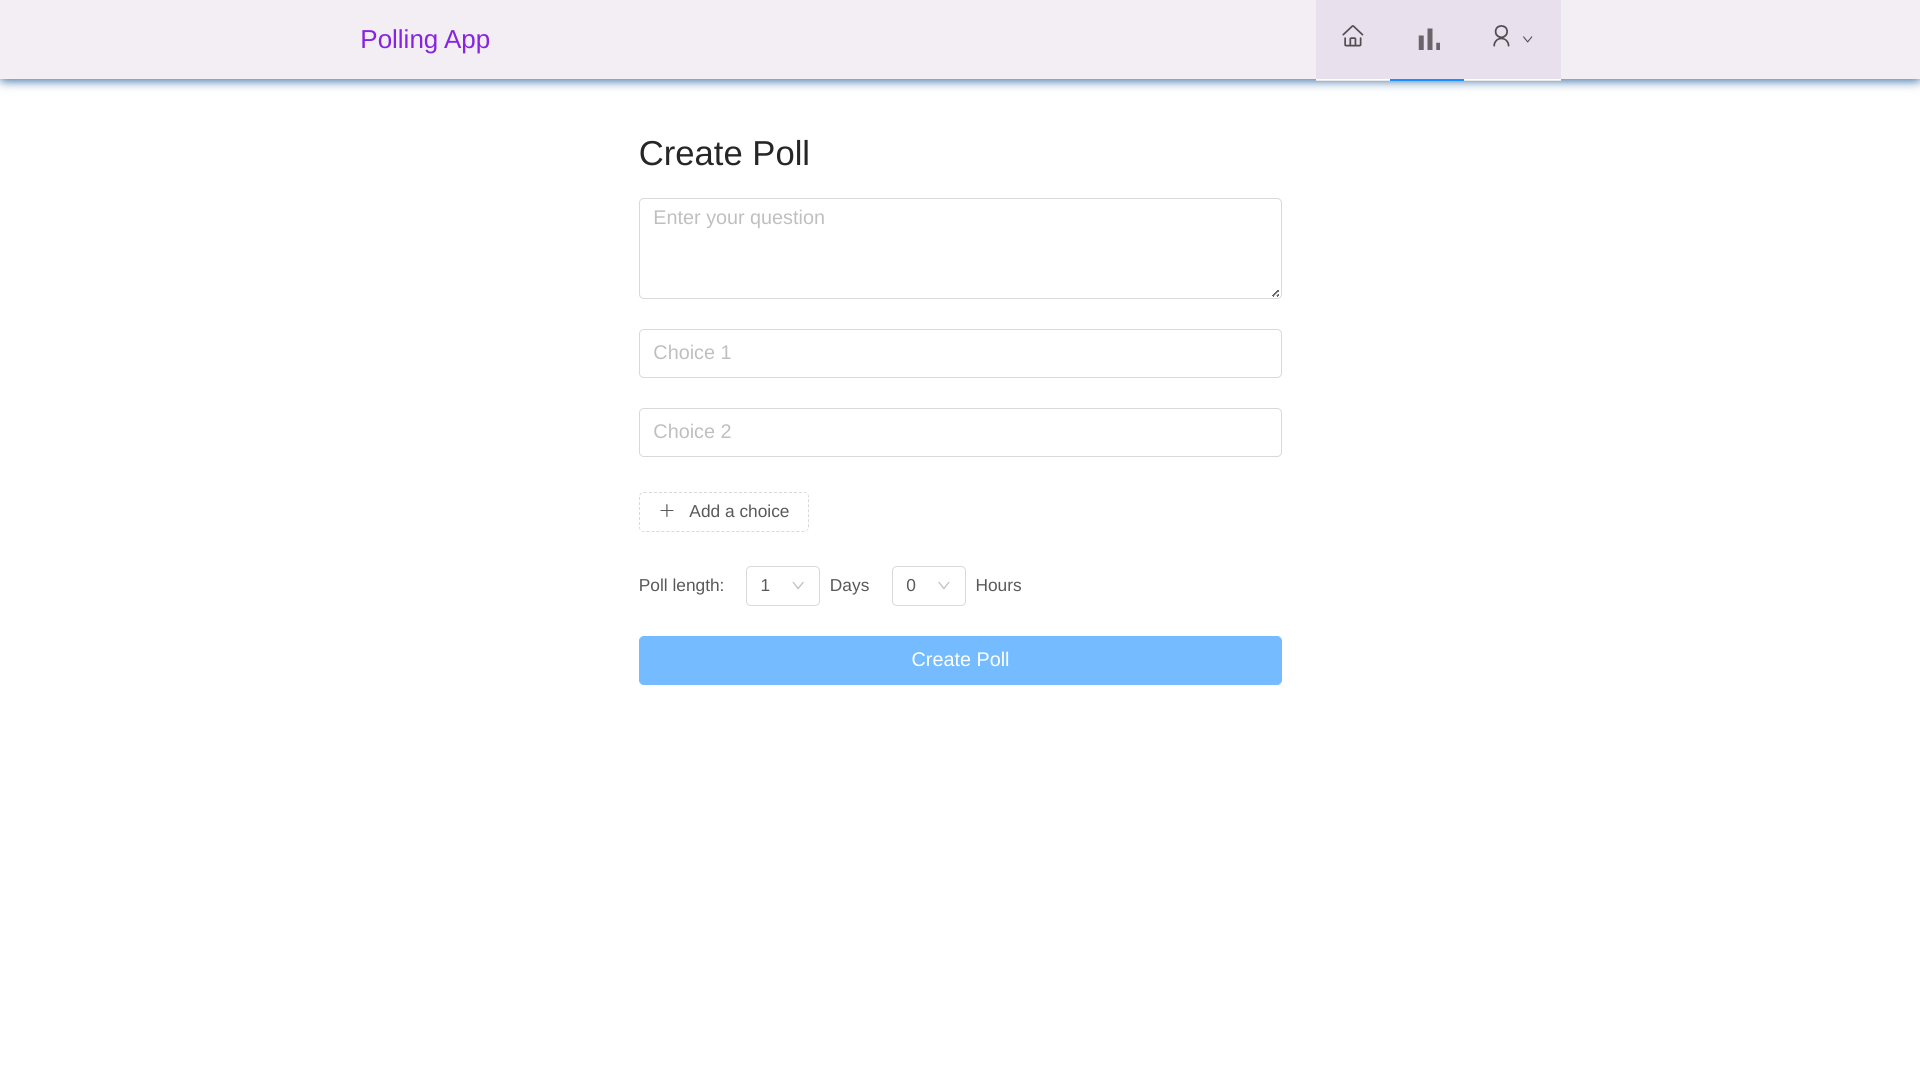 Polling App
Create Poll
Enter your question
Choice 1
Choice 2
Add a choice
Poll length: 1 Days 0 Hours
Create Poll